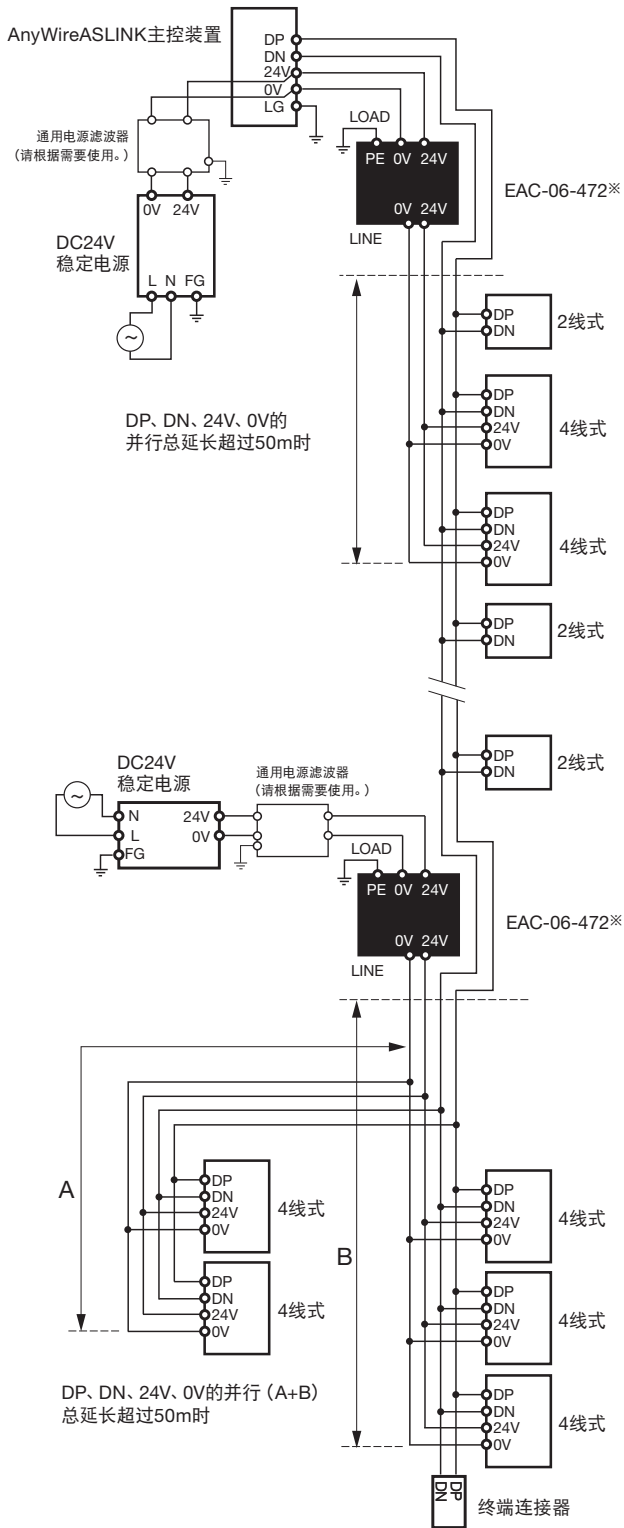 AnyWireASLINK主控装置
DP
DN
24V
0V
LG
通用电源滤波器
(请根据需要使用。)
0V 24V
DC24V
稳定电源
L N FG
~
LOAD
PE 0V 24V
0V 24V
LINE
EAC-06-472※
DP
DN
2线式
DP、DN、24V、0V的
并行总延长超过50m时
DP
DN
24V
0V
4线式
DP
DN
24V
0V
4线式
DP
DN
2线式
DP
DN
2线式
DC24V
稳定电源
~
N
L
FG
24V
0V
通用电源滤波器
(请根据需要使用。)
LOAD
PE 0V 24V
0V 24V
LINE
EAC-06-472※
A
B
DP
DN
24V
0V
4线式
DP
DN
24V
0V
4线式
DP、DN、24V、0V的并行(A+B)
总延长超过50m时
DP
DN
24V
0V
4线式
DP
DN
24V
0V
4线式
DP
DN
24V
0V
4线式
DP
DN
终端连接器